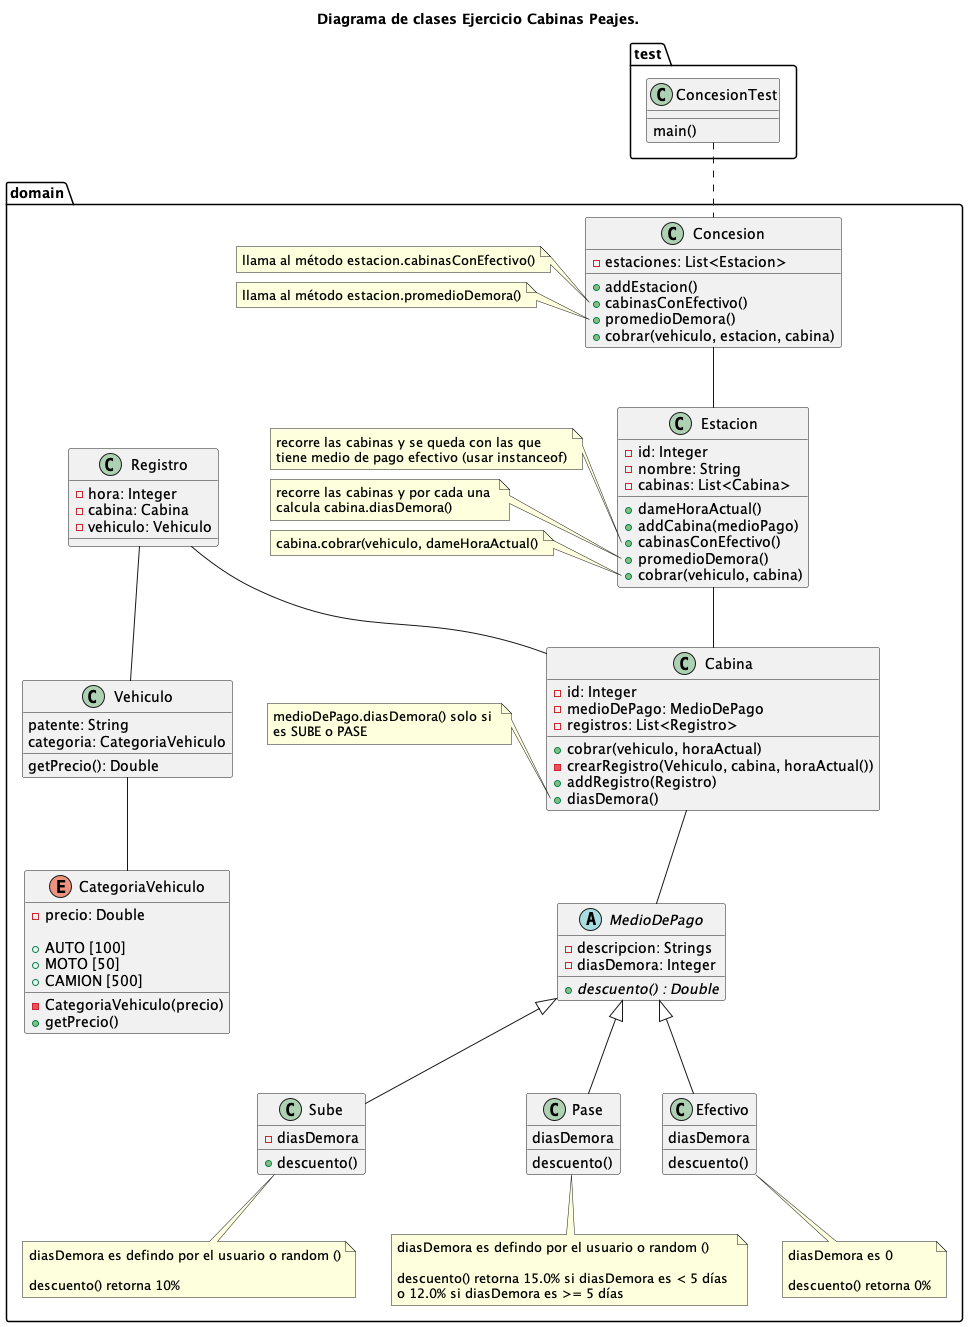 Diagrama de clases Ejercicio Cabinas Peajes.
test
C ConcesionTest
main()
domain
C Concesion
estaciones: List<Estacion>
addEstacion()
cabinasConEfectivo()
promedioDemora()
cobrar(vehiculo, estacion, cabina)
llama al método estacion.cabinasConEfectivo()
llama al método estacion.promedioDemora()
C Estacion
id: Integer
nombre: String
cabinas: List<Cabina>
dameHoraActual()
addCabina(medioPago)
cabinasConEfectivo()
promedioDemora()
cobrar(vehiculo, cabina)
recorre las cabinas y se queda con las que
tiene medio de pago efectivo (usar instanceof)
recorre las cabinas y por cada una
calcula cabina.diasDemora()
cabina.cobrar(vehiculo, dameHoraActual()
C Registro
hora: Integer
cabina: Cabina
vehiculo: Vehiculo
C Cabina
id: Integer
medioDePago: MedioDePago
registros: List<Registro>
cobrar(vehiculo, horaActual)
crearRegistro(Vehiculo, cabina, horaActual())
addRegistro(Registro)
diasDemora()
medioDePago.diasDemora() solo si
es SUBE o PASE
C Vehiculo
patente: String
categoria: CategoriaVehiculo
getPrecio(): Double
E CategoriaVehiculo
precio: Double
AUTO [100]
MOTO [50]
CAMION [500]
CategoriaVehiculo(precio)
getPrecio()
A MedioDePago
descripcion: Strings
diasDemora: Integer
descuento() : Double
C Sube
diasDemora
descuento()
C Pase
diasDemora
descuento()
C Efectivo
diasDemora
descuento()
diasDemora es defindo por el usuario o random ()
descuento() retorna 10%
diasDemora es defindo por el usuario o random ()
descuento() retorna 15.0% si diasDemora es < 5 días
o 12.0% si diasDemora es >= 5 días
diasDemora es 0
descuento() retorna 0%